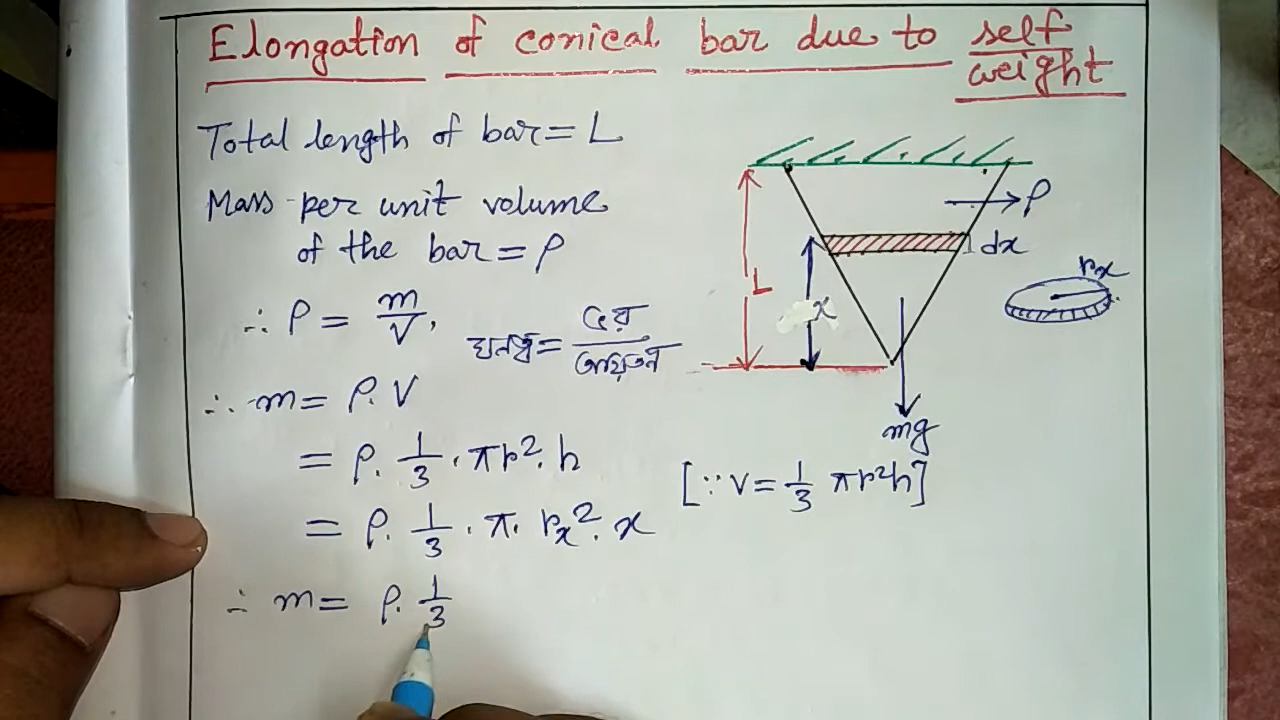 Elongation of conical bar due to self
weight
Total length of bar = L
Mass per unit volume
of the bar = ρ
∴ ρ = m/V,
ঘনত্ব = ভর/আয়তন
∴ m = ρ. V
= ρ. 1/3 . πr². h
[∵ V = 1/3 πr²h]
= ρ. 1/3 . π. rₓ². x
∴ m = ρ. 1/3
ρ
dx
rₓ
L
x
mg